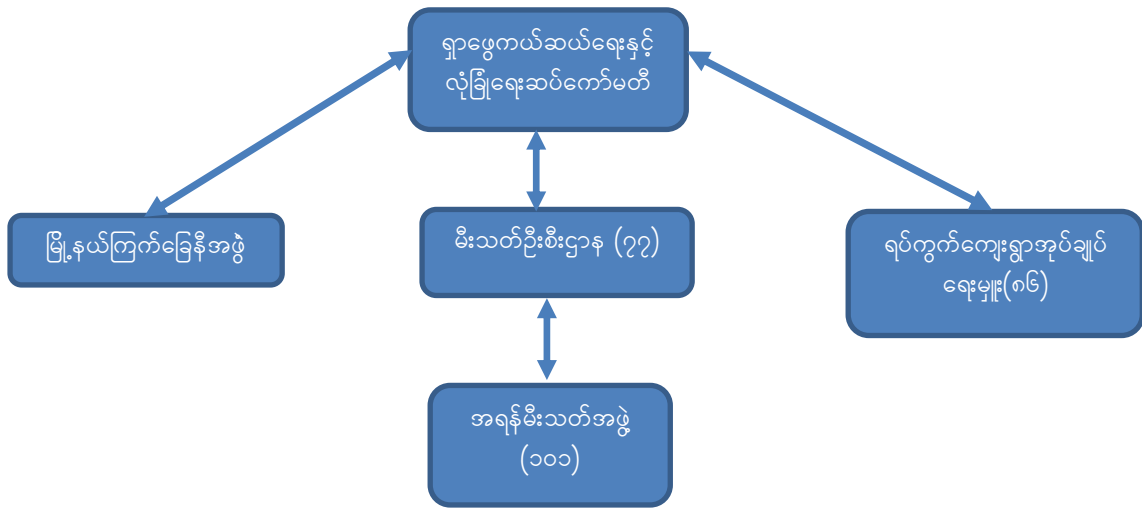 ရှာဖွေကယ်ဆယ်ရေးနှင့်
လုံခြုံရေးဆပ်ကော်မတီ
မြို့နယ်ကြက်ခြေနီအဖွဲ့
မီးသတ်ဦးစီးဌာန (၇၇)
ရပ်ကွက်ကျေးရွာအုပ်ချုပ်
ရေးမှူး(၈၆)
အရန်မီးသတ်အဖွဲ့
(၁၀၁)